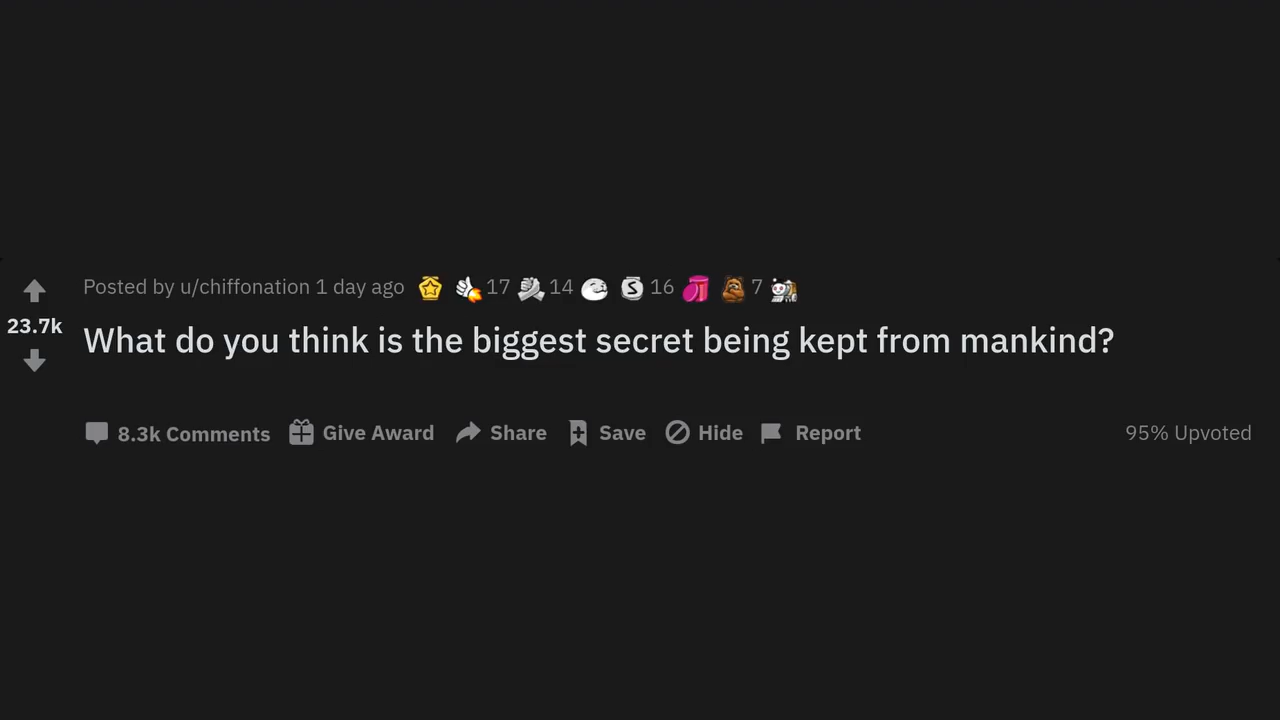 Posted by u/chiffonation 1 day ago 17 14 16 7
23.7k
What do you think is the biggest secret being kept from mankind?
8.3k Comments Give Award Share Save Hide Report 95% Upvoted